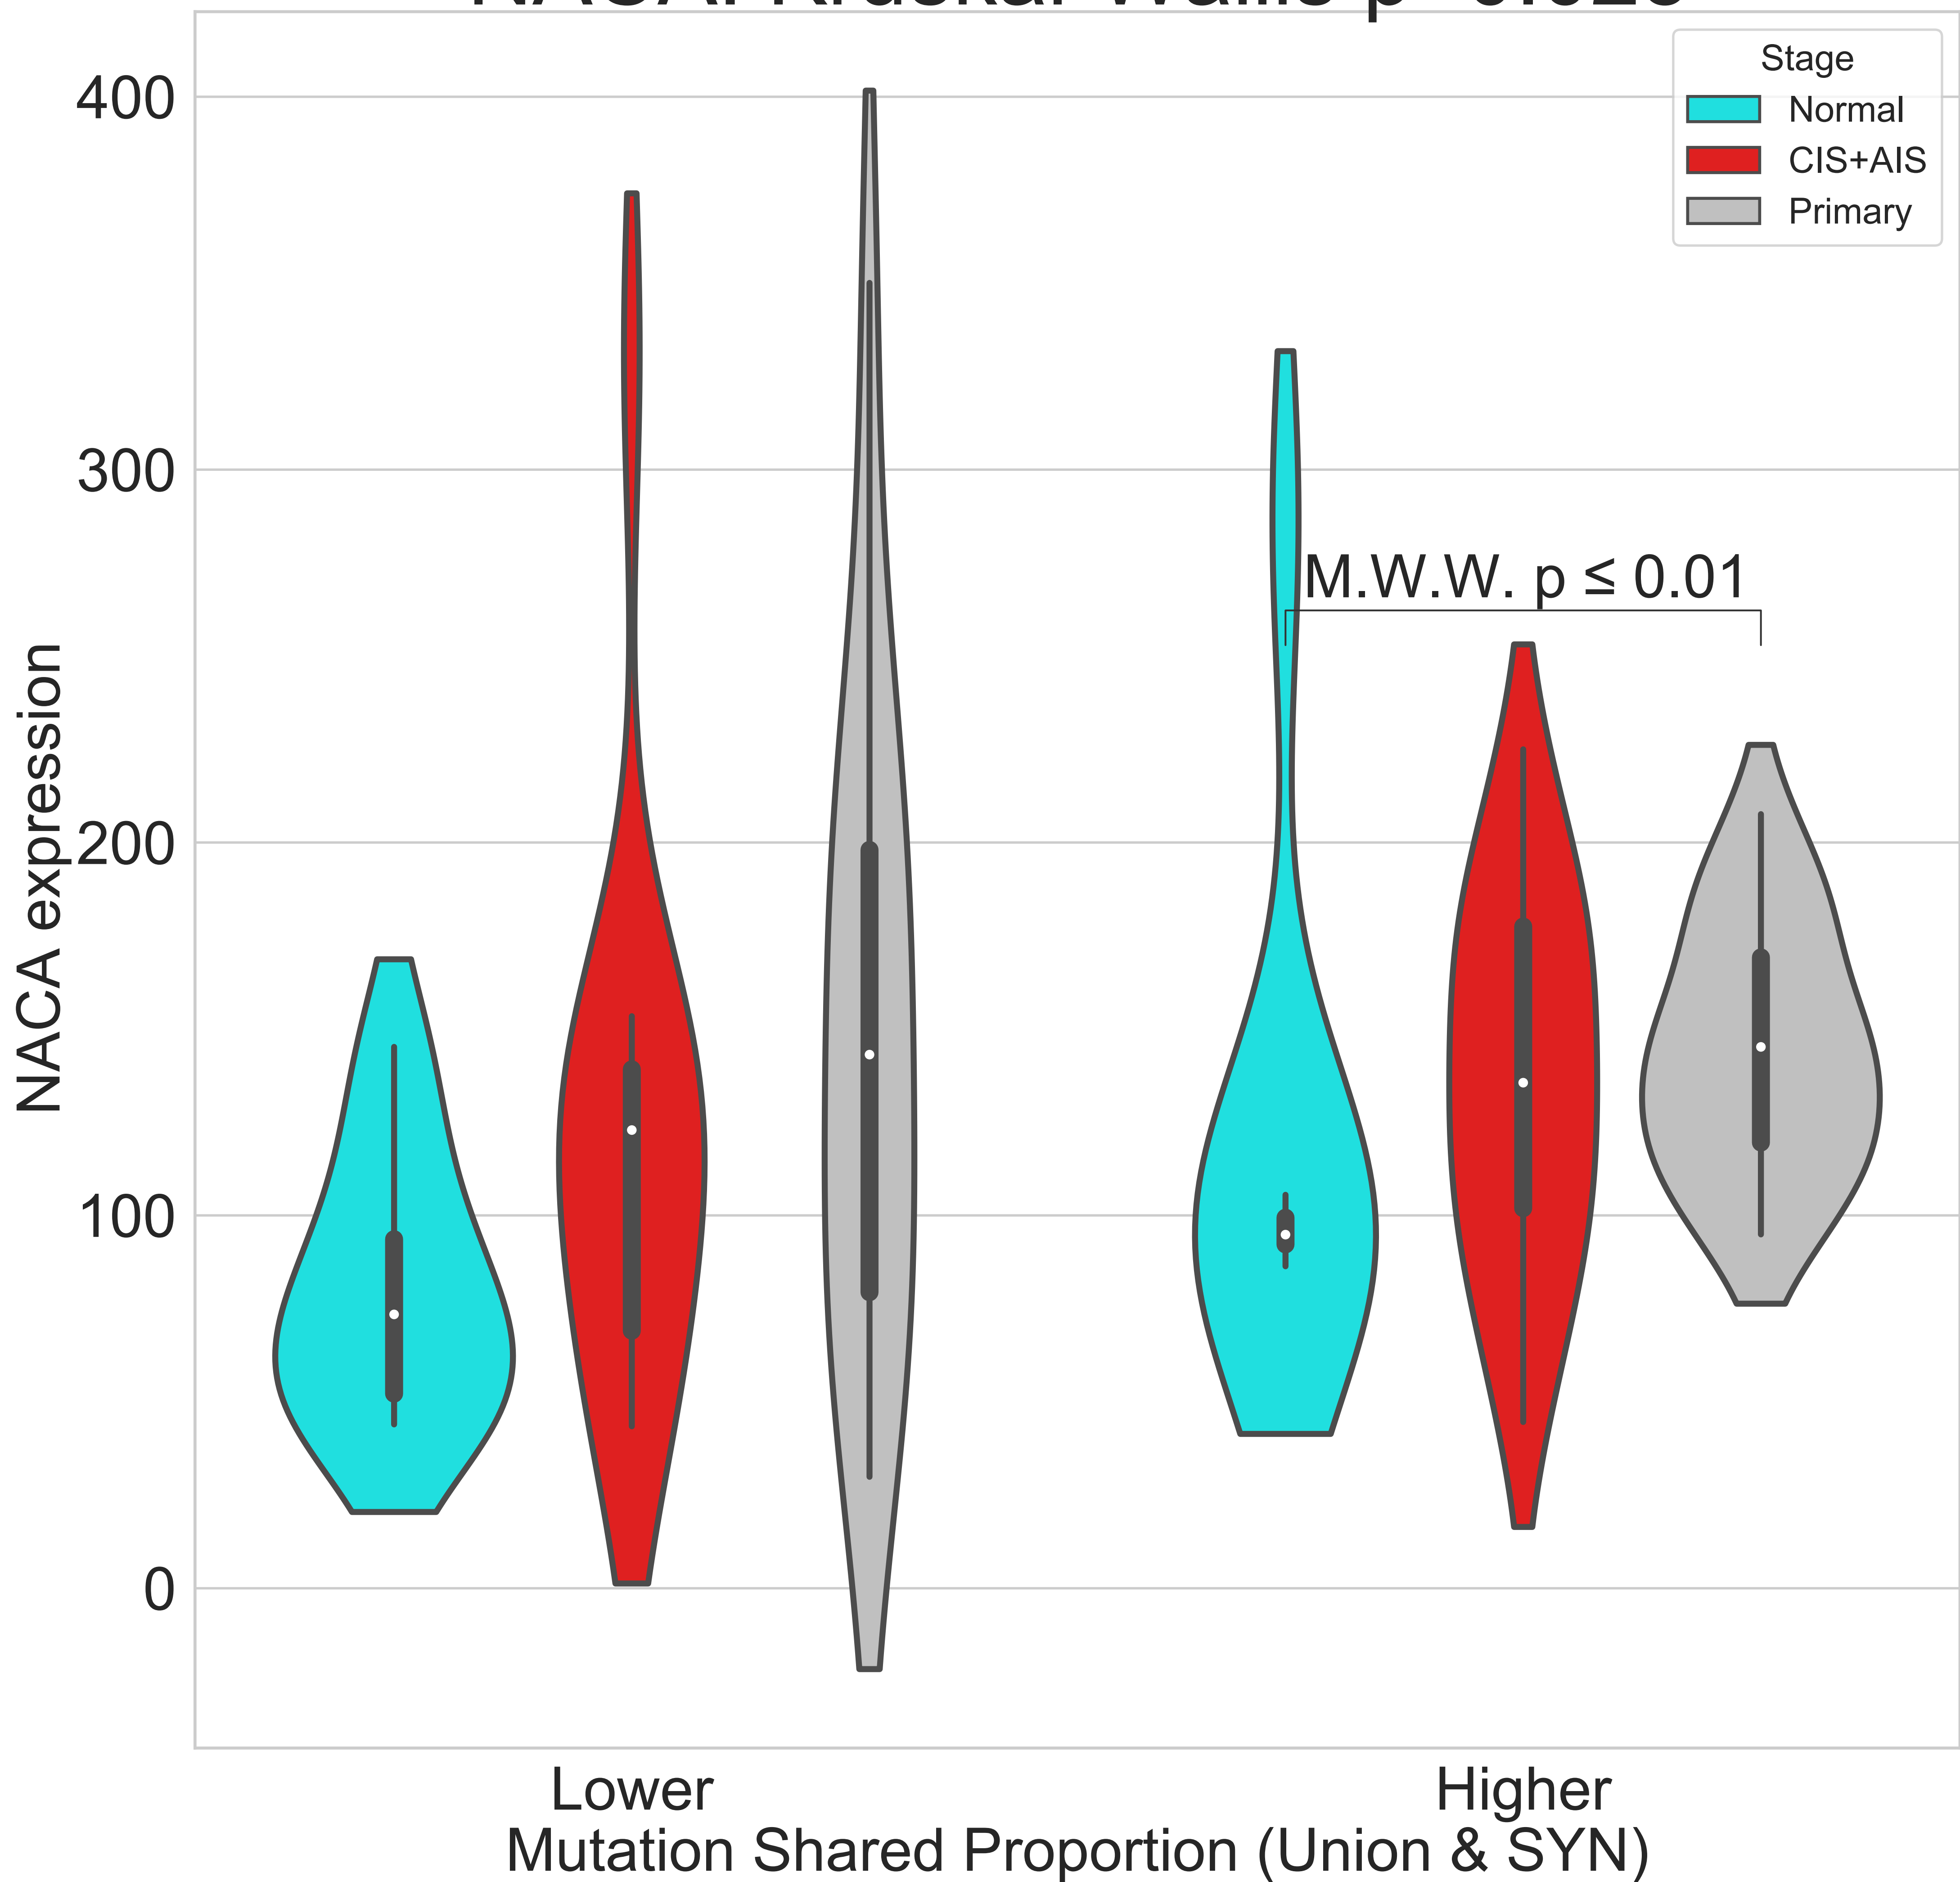 Stage
Normal
CIS+AIS
Primary
400
300
200
100
0
NACA expression
M.W.W. p ≤ 0.01
Lower
Higher
Mutation Shared Proportion (Union & SYN)